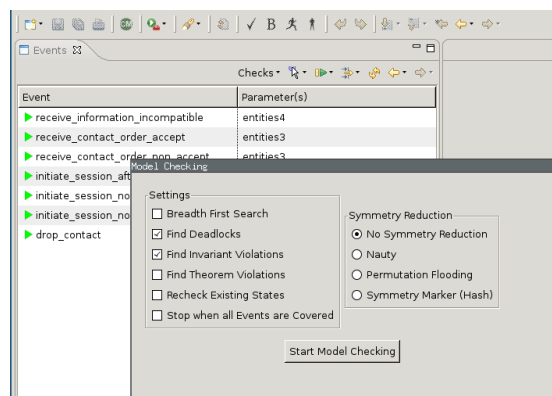 B
Events
Checks
Event Parameter(s)
receive_information_incompatible entities4
receive_contact_order_accept entities3
receive_contact_order_non_accept entities3
Model Checking
initiate_session_aft
initiate_session_no
initiate_session_no
drop_contact
Settings
Breadth First Search
Find Deadlocks
Find Invariant Violations
Find Theorem Violations
Recheck Existing States
Stop when all Events are Covered
Symmetry Reduction
No Symmetry Reduction
Nauty
Permutation Flooding
Symmetry Marker (Hash)
Start Model Checking